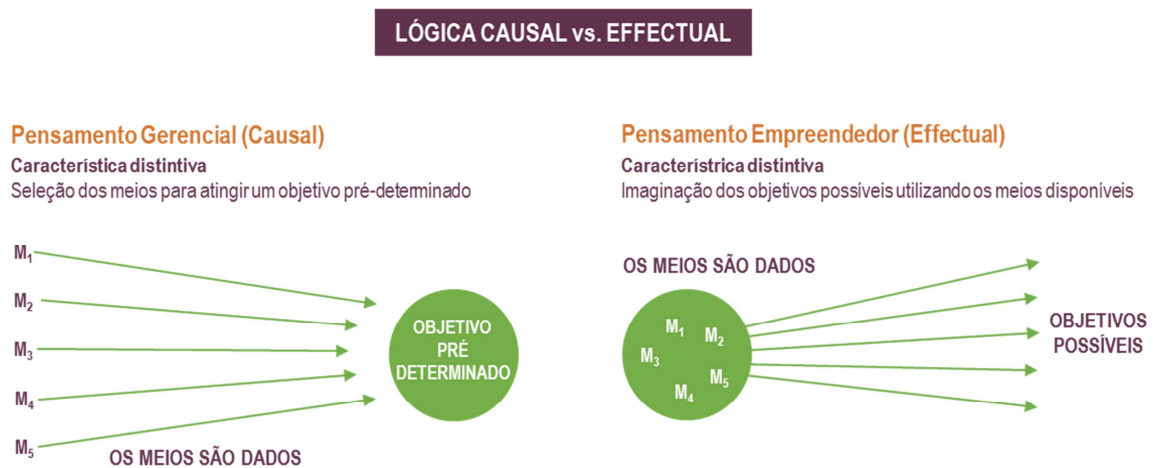 LÓGICA CAUSAL vs. EFFECTUAL
Pensamento Gerencial (Causal)
Característica distintiva
Seleção dos meios para atingir um objetivo pré-determinado
M₁
M₂
M₃
M₄
M₅
OS MEIOS SÃO DADOS
OBJETIVO
PRÉ
DETERMINADO
Pensamento Empreendedor (Effectual)
Característrica distintiva
Imaginação dos objetivos possíveis utilizando os meios disponíveis
OS MEIOS SÃO DADOS
M₁
M₂
M₃
M₅
M₄
OBJETIVOS
POSSÍVEIS